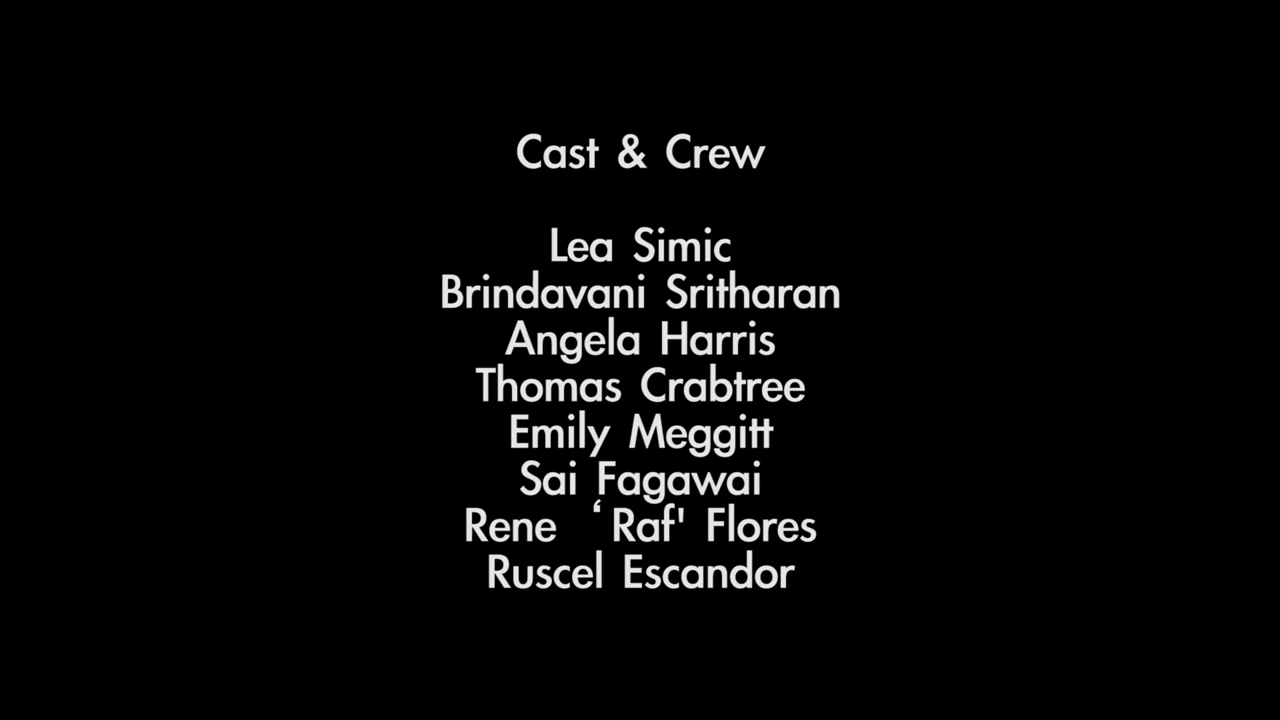 Cast & Crew
Lea Simic
Brindavani Sritharan
Angela Harris
Thomas Crabtree
Emily Meggitt
Sai Fagawai
Rene ‘Raf' Flores
Ruscel Escandor